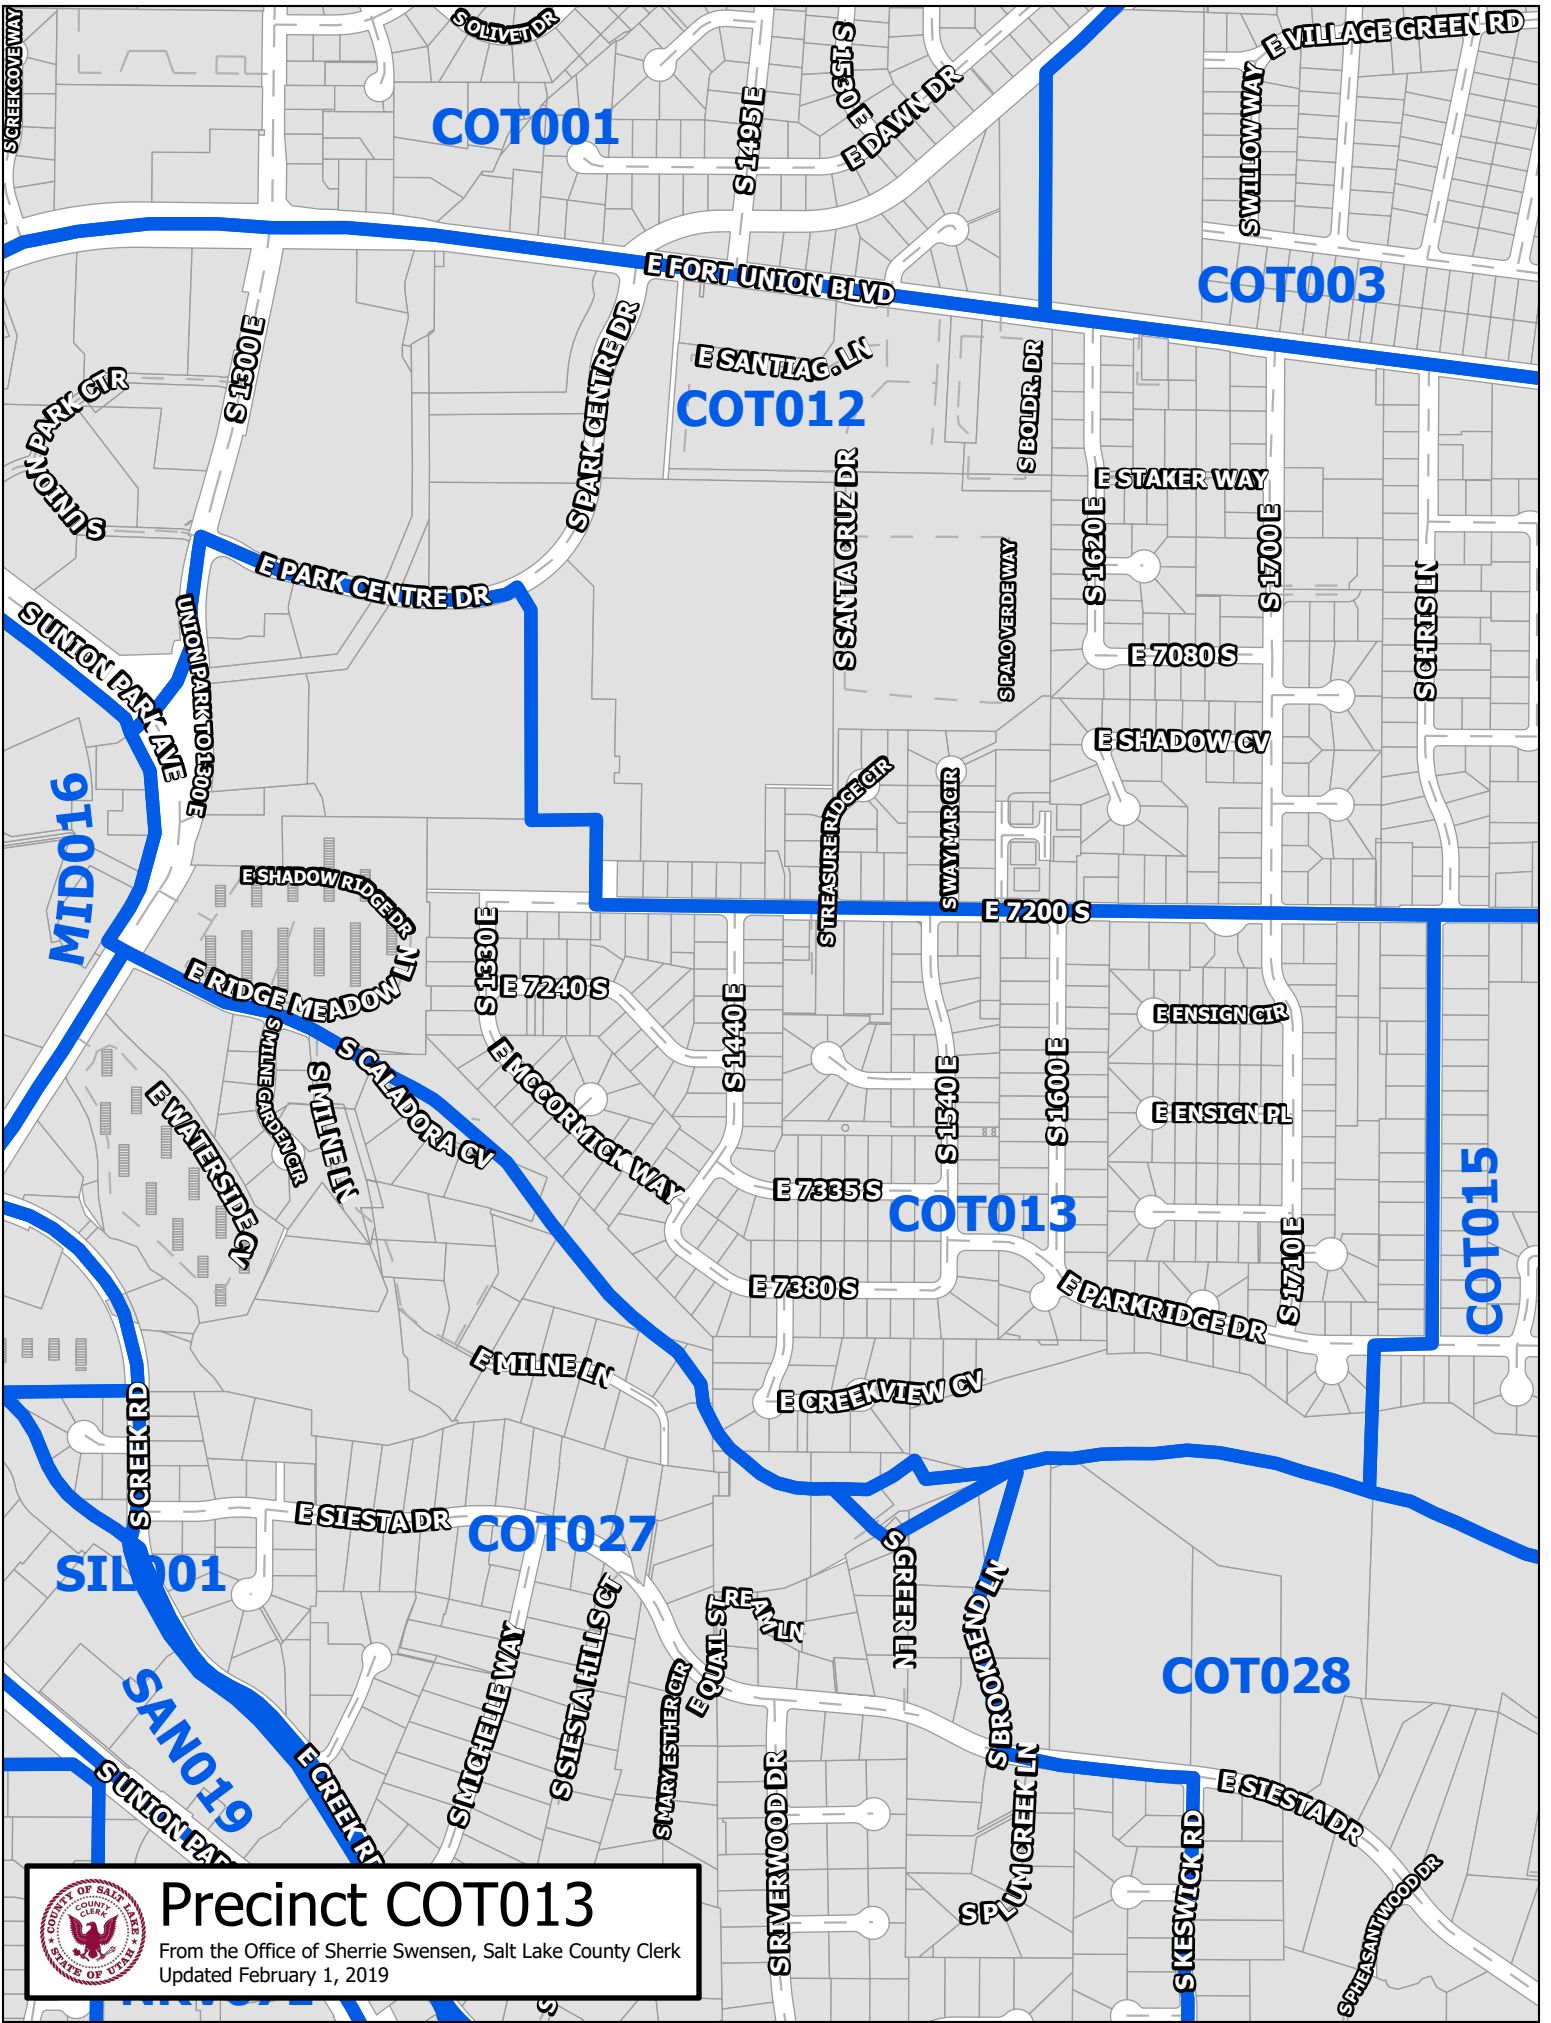 S CREEKCOVE WAY
S OLIVET DR
S 1530 E
E VILLAGE GREEN RD
COT001
S 1495 E
E DAWN DR
S WILLOW WAY
E FORT UNION BLVD
COT003
S 1300 E
S PARK CENTRE DR
E SANTIAG. LN
S BOLDR. DR
S UNION PARK CTR
COT012
E STAKER WAY
S SANTA CRUZ DR
S 1620 E
S 1700 E
S CHRIS LN
E PARK CENTRE DR
S PALO VERDE WAY
S UNION PARK AVE
UNION PARK TO 1300 E
E 7080 S
E SHADOW CV
MID016
S TREASURE RIDGE CIR
S WAYMAR CIR
E SHADOW RIDGE DR
E 7200 S
S 1330 E
E RIDGE MEADOW LN
E 7240 S
S 1440 E
E ENSIGN CIR
S MILNE GARDEN CIR
S MILNE LN
S CALADORA CV
E MCCORMICK WAY
S 1540 E
S 1600 E
E ENSIGN PL
E WATERSIDE CV
E 7335 S
COT013
COT015
S 1710 E
E 7380 S
E PARKRIDGE DR
E MILNE LN
E CREEKVIEW CV
S CREEK RD
E SIESTA DR
COT027
SIL001
S GREER LN
S BROOKBEND LN
E QUAIL STREAM LN
S MICHELLE WAY
S SIESTA HILLS CT
S MARY ESTHER CIR
COT028
SAN019
S UNION PAR
E CREEK RD
S RIVERWOOD DR
S PLUM CREEK LN
S KESWICK RD
E SIESTA DR
S PHEASANT WOOD DR
COUNTY OF SALT LAKE
COUNTY CLERK
STATE OF UTAH
Precinct COT013
From the Office of Sherrie Swensen, Salt Lake County Clerk
Updated February 1, 2019
S